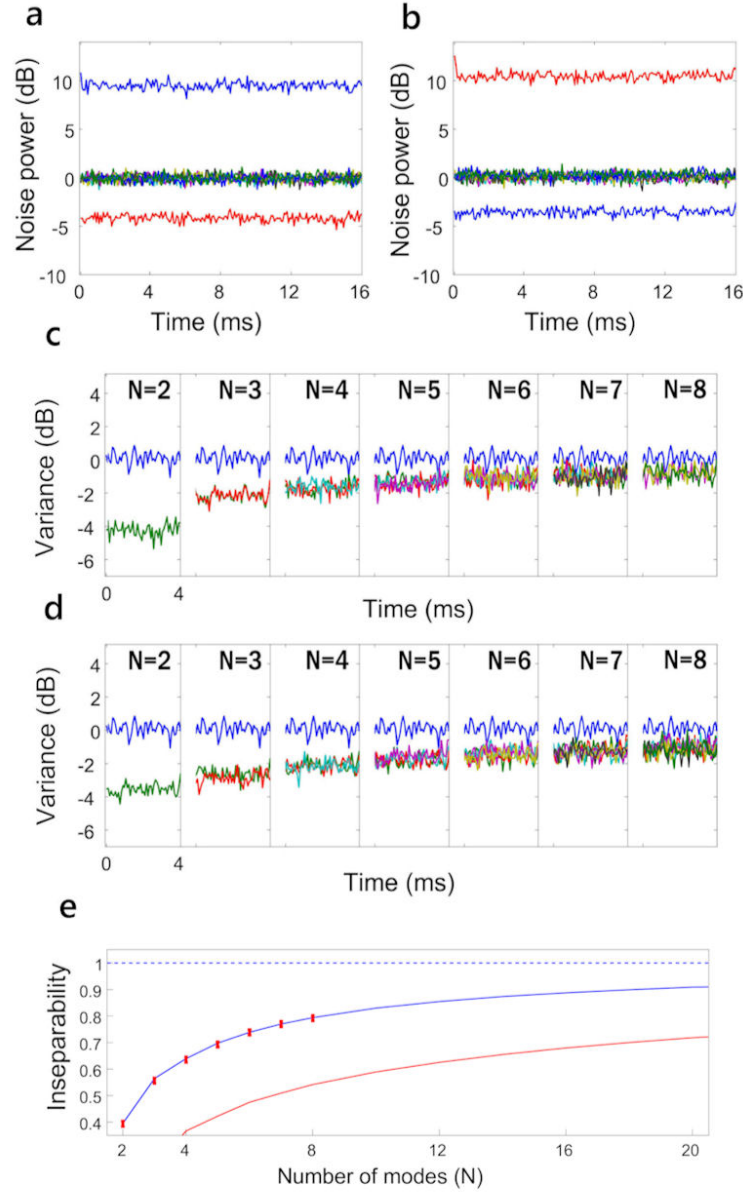 a
b
Noise power (dB)
10
5
0
-5
-10
0 4 8 12 16
Time (ms)
Noise power (dB)
10
5
0
-5
-10
0 4 8 12 16
Time (ms)
c
N=2 N=3 N=4 N=5 N=6 N=7 N=8
Variance (dB)
4
2
0
-2
-4
-6
0 4
Time (ms)
d
N=2 N=3 N=4 N=5 N=6 N=7 N=8
Variance (dB)
4
2
0
-2
-4
-6
0 4
Time (ms)
e
Inseparability
1
0.9
0.8
0.7
0.6
0.5
0.4
2 4 8 12 16 20
Number of modes (N)